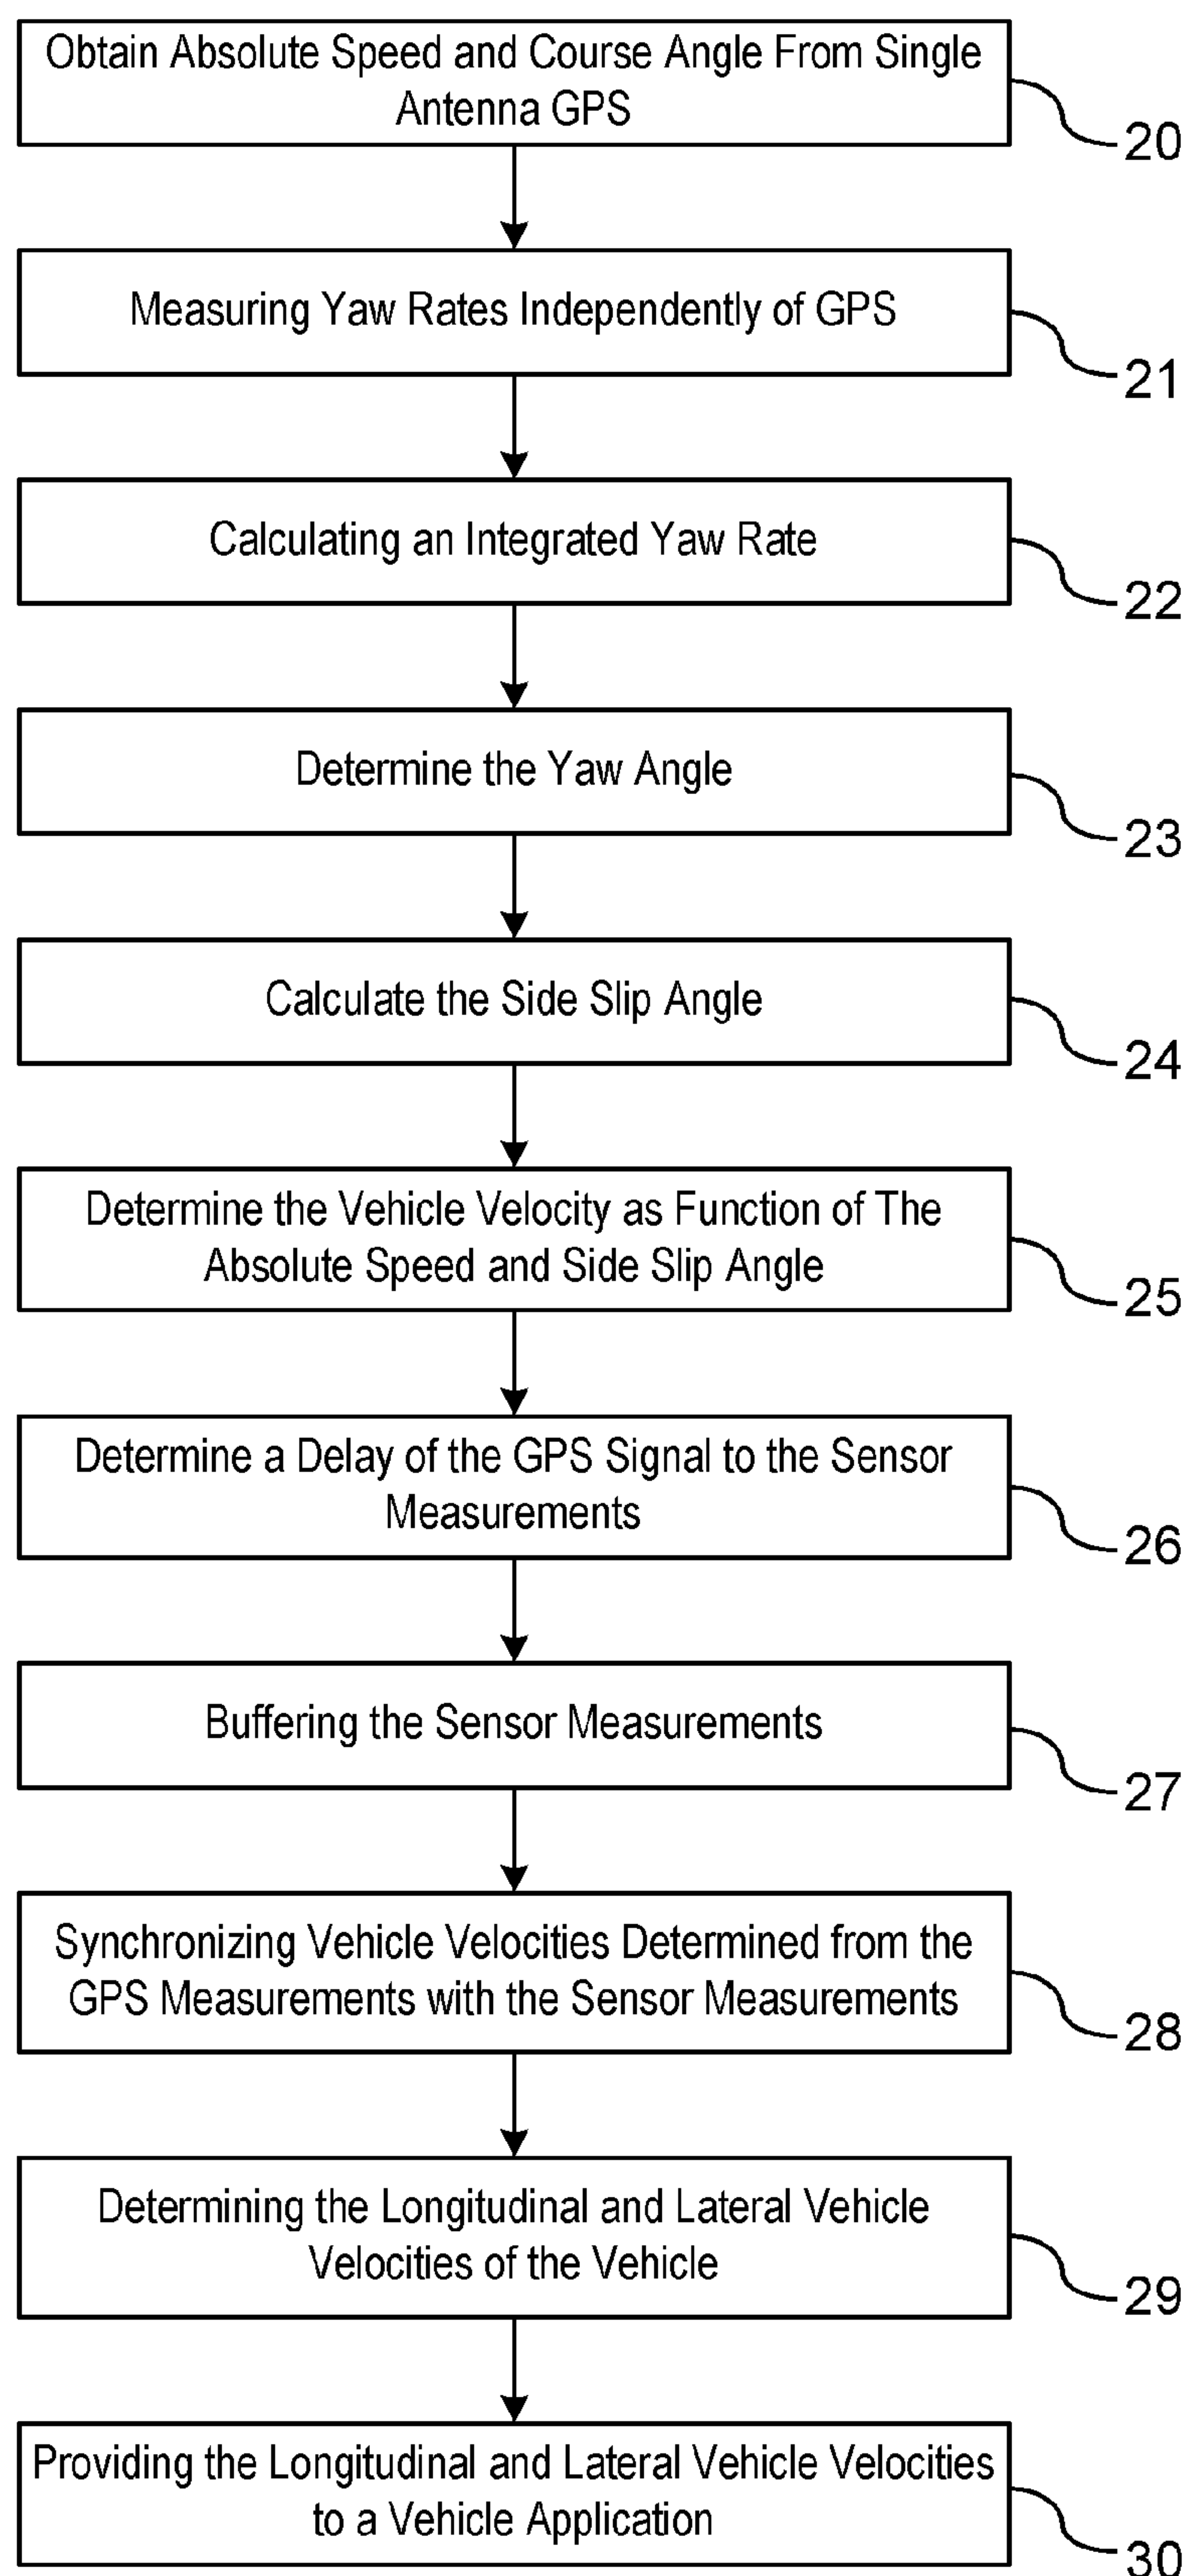 Obtain Absolute Speed and Course Angle From Single
Antenna GPS
20
Measuring Yaw Rates Independently of GPS
21
Calculating an Integrated Yaw Rate
22
Determine the Yaw Angle
23
Calculate the Side Slip Angle
24
Determine the Vehicle Velocity as Function of The
Absolute Speed and Side Slip Angle
25
Determine a Delay of the GPS Signal to the Sensor
Measurements
26
Buffering the Sensor Measurements
27
Synchronizing Vehicle Velocities Determined from the
GPS Measurements with the Sensor Measurements
28
Determining the Longitudinal and Lateral Vehicle
Velocities of the Vehicle
29
Providing the Longitudinal and Lateral Vehicle Velocities
to a Vehicle Application
30